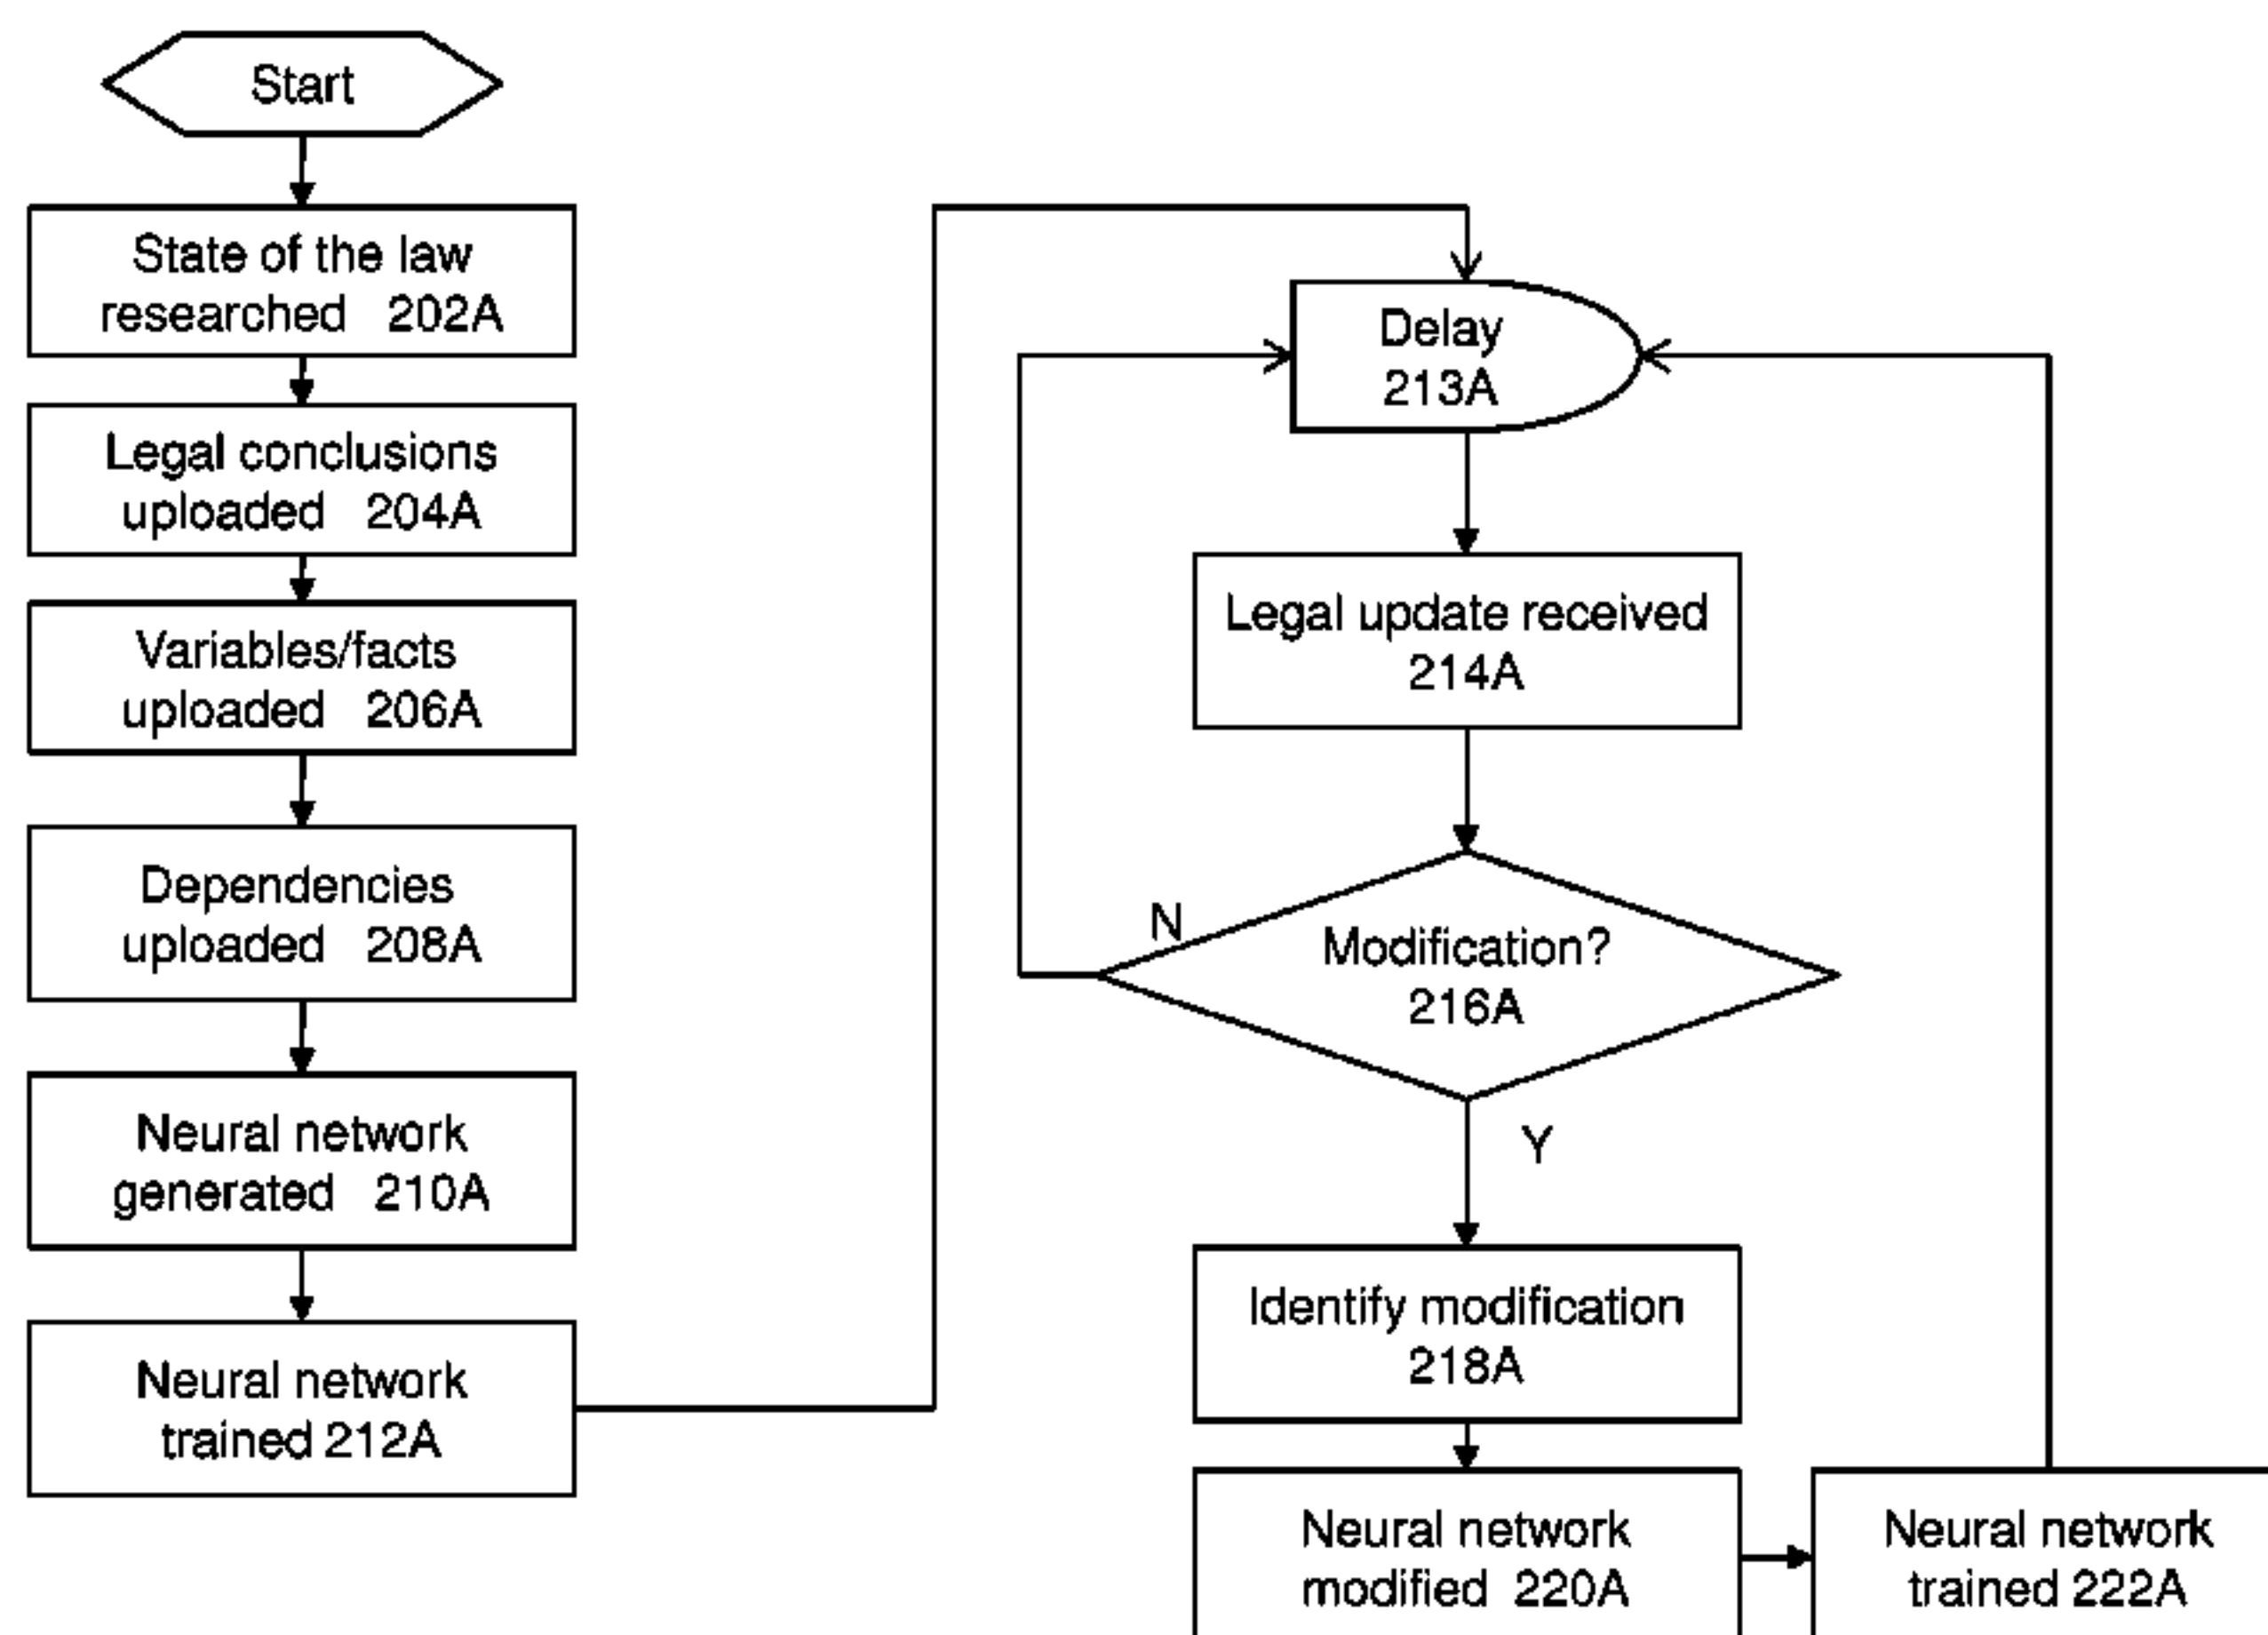 Start
State of the law
researched 202A
Legal conclusions
uploaded 204A
Variables/facts
uploaded 206A
Dependencies
uploaded 208A
Neural network
generated 210A
Neural network
trained 212A
Delay
213A
Legal update received
214A
N
Modification?
216A
Y
Identify modification
218A
Neural network
modified 220A
Neural network
trained 222A